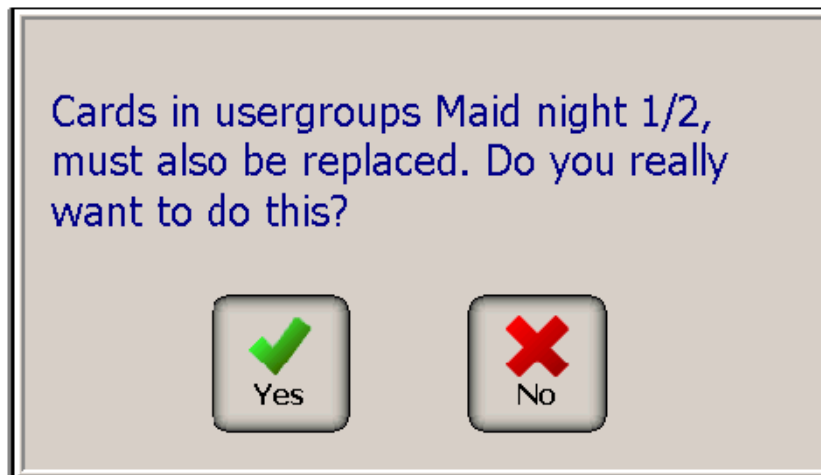 Cards in usergroups Maid night 1/2,
must also be replaced. Do you really
want to do this?
Yes
No